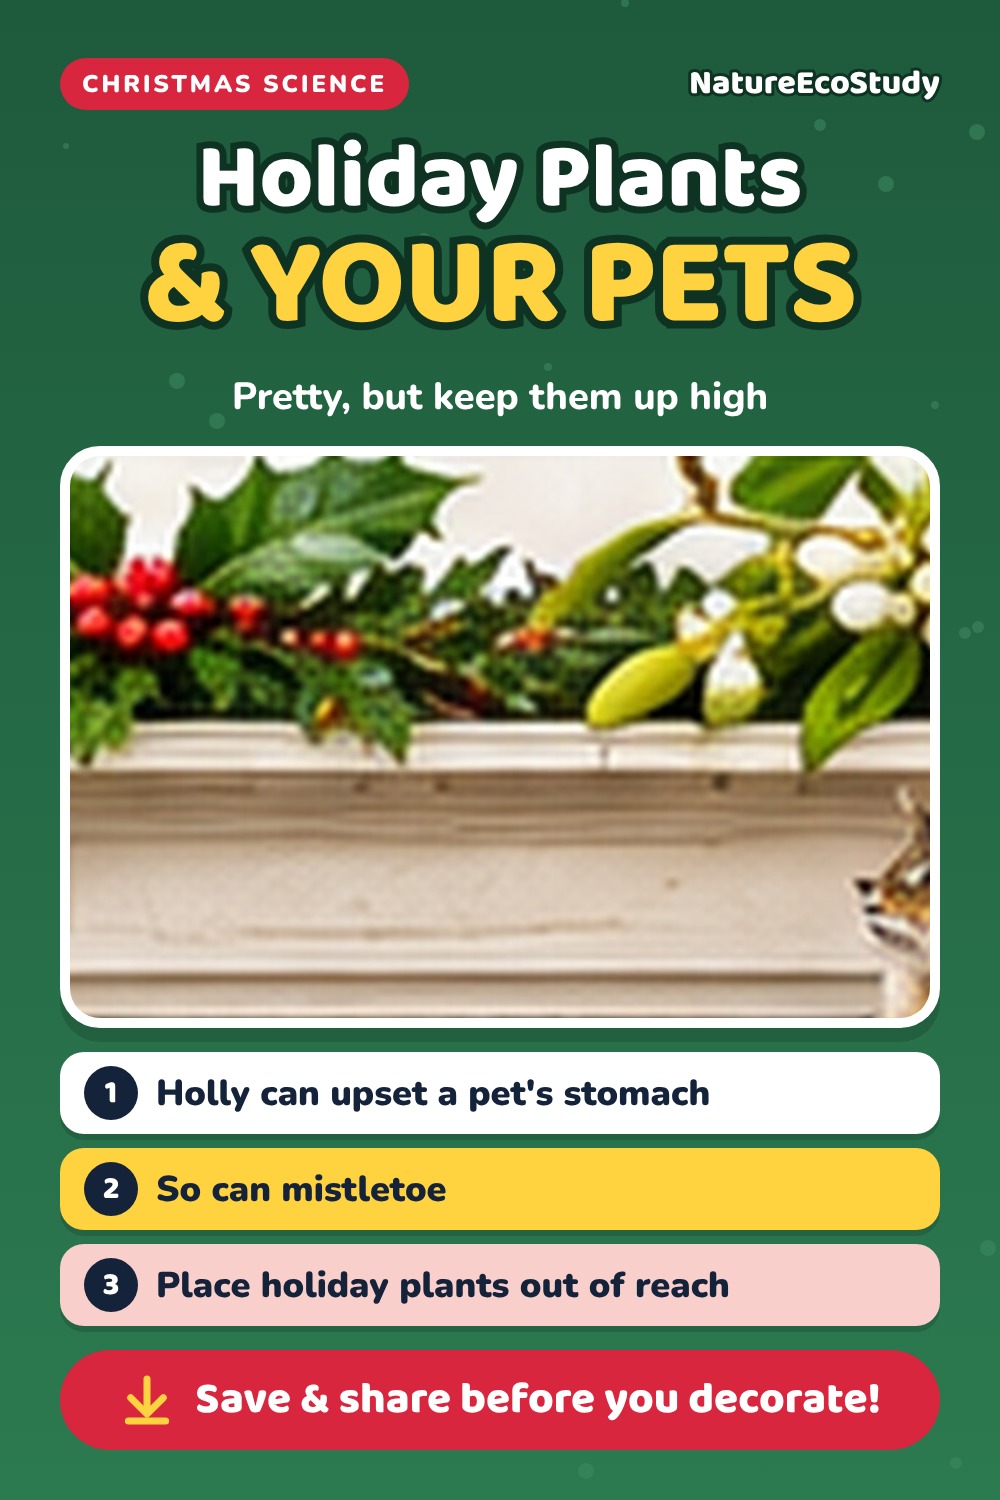 CHRISTMAS SCIENCE
NatureEcoStudy
Holiday Plants
& YOUR PETS
Pretty, but keep them up high
1 Holly can upset a pet's stomach
2 So can mistletoe
3 Place holiday plants out of reach
Save & share before you decorate!